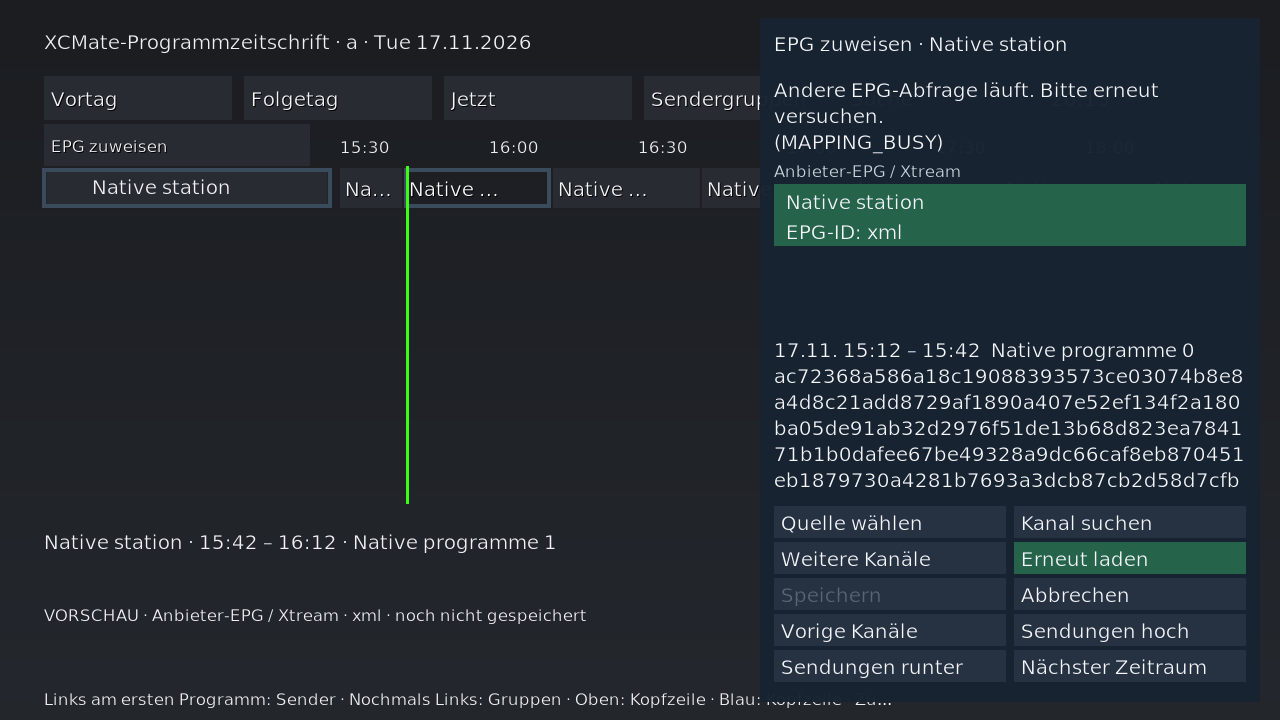 XCMate-Programmzeitschrift · a · Tue 17.11.2026
Vortag
Folgetag
Jetzt
EPG zuweisen
15:30
16:00
16:30
Native station
Na…
Native …
Native …
Native station · 15:42 – 16:12 · Native programme 1
VORSCHAU · Anbieter-EPG / Xtream · xml · noch nicht gespeichert
Links am ersten Programm: Sender · Nochmals Links: Gruppen · Oben: Kopfzeile · Blau:
EPG zuweisen · Native station
Andere EPG-Abfrage läuft. Bitte erneut
versuchen.
(MAPPING_BUSY)
Anbieter-EPG / Xtream
Native station
EPG-ID: xml
17.11. 15:12 – 15:42  Native programme 0
ac72368a586a18c19088393573ce03074b8e8
a4d8c21add8729af1890a407e52ef134f2a180
ba05de91ab32d2976f51de13b68d823ea7841
71b1b0dafee67be49328a9dc66caf8eb870451
eb1879730a4281b7693a3dcb87cb2d58d7cfb
Quelle wählen
Kanal suchen
Weitere Kanäle
Erneut laden
Speichern
Abbrechen
Vorige Kanäle
Sendungen hoch
Sendungen runter
Nächster Zeitraum